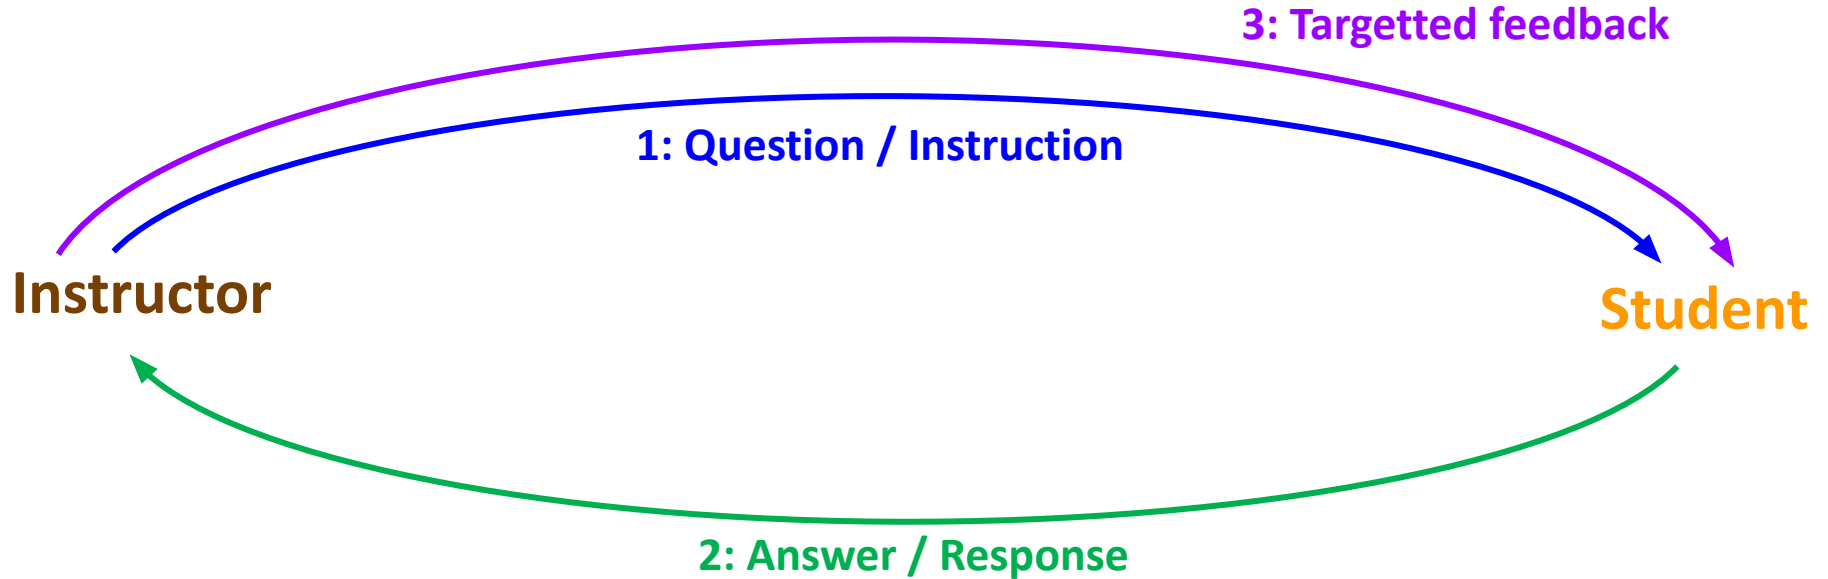 3: Targetted feedback
1: Question / Instruction
Instructor
Student
2: Answer / Response